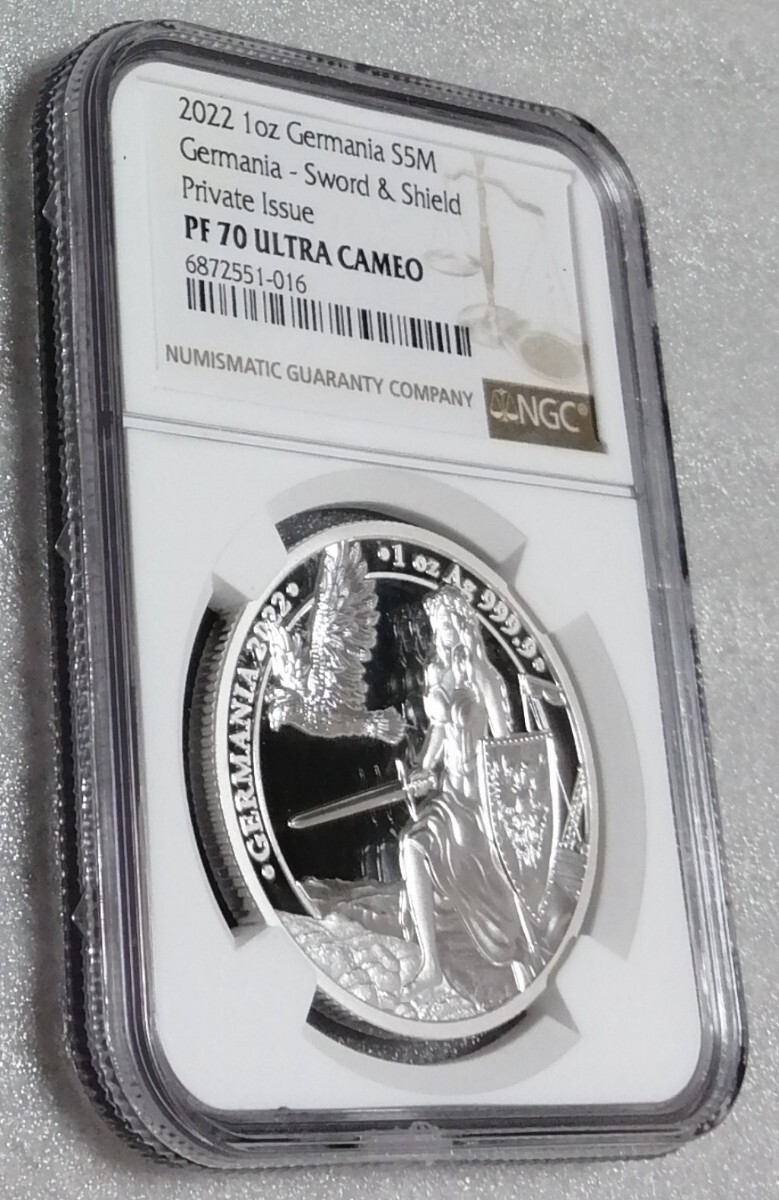 2022 1oz Germania S5M
Germania - Sword & Shield
Private Issue
PF 70 ULTRA CAMEO
6872551-016
NUMISMATIC GUARANTY COMPANY
NGC®
•GERMANIA 2022•
•1 oz Ag 999.9•